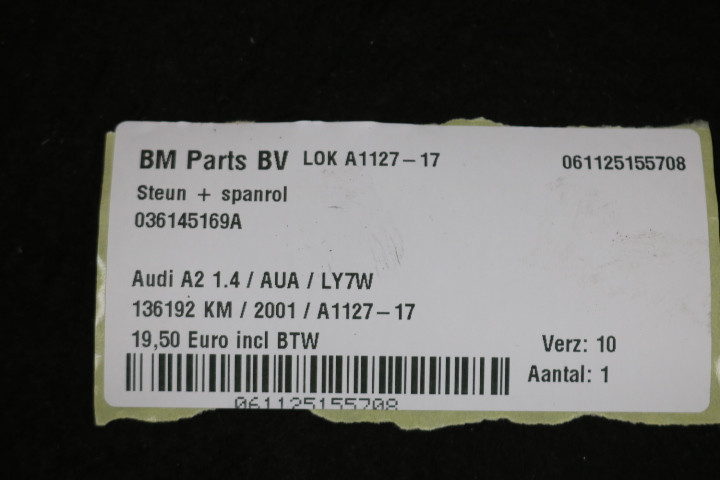 BM Parts BV LOK A1127-17 061125155708
Steun + spanrol
036145169A
Audi A2 1.4 / AUA / LY7W
136192 KM / 2001 / A1127-17
19,50 Euro incl BTW
Verz: 10
Aantal: 1
061125155708